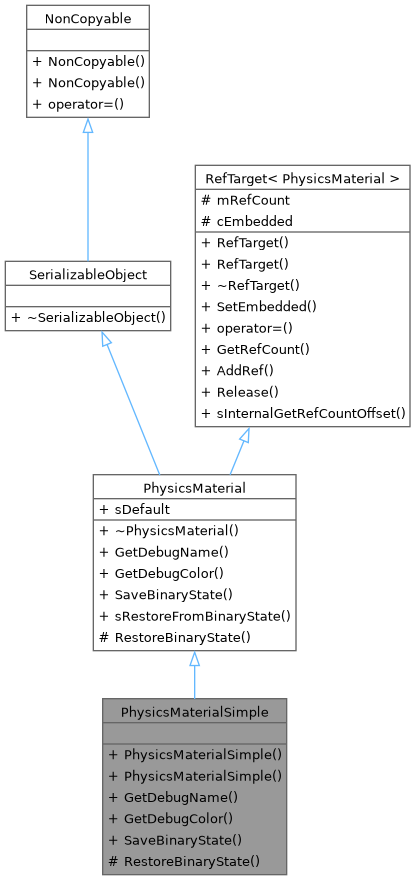 NonCopyable
+ NonCopyable()
+ NonCopyable()
+ operator=()
RefTarget< PhysicsMaterial >
# mRefCount
# cEmbedded
+ RefTarget()
+ RefTarget()
+ ~RefTarget()
+ SetEmbedded()
+ operator=()
+ GetRefCount()
+ AddRef()
+ Release()
+ sInternalGetRefCountOffset()
SerializableObject
+ ~SerializableObject()
PhysicsMaterial
+ sDefault
+ ~PhysicsMaterial()
+ GetDebugName()
+ GetDebugColor()
+ SaveBinaryState()
+ sRestoreFromBinaryState()
# RestoreBinaryState()
PhysicsMaterialSimple
+ PhysicsMaterialSimple()
+ PhysicsMaterialSimple()
+ GetDebugName()
+ GetDebugColor()
+ SaveBinaryState()
# RestoreBinaryState()